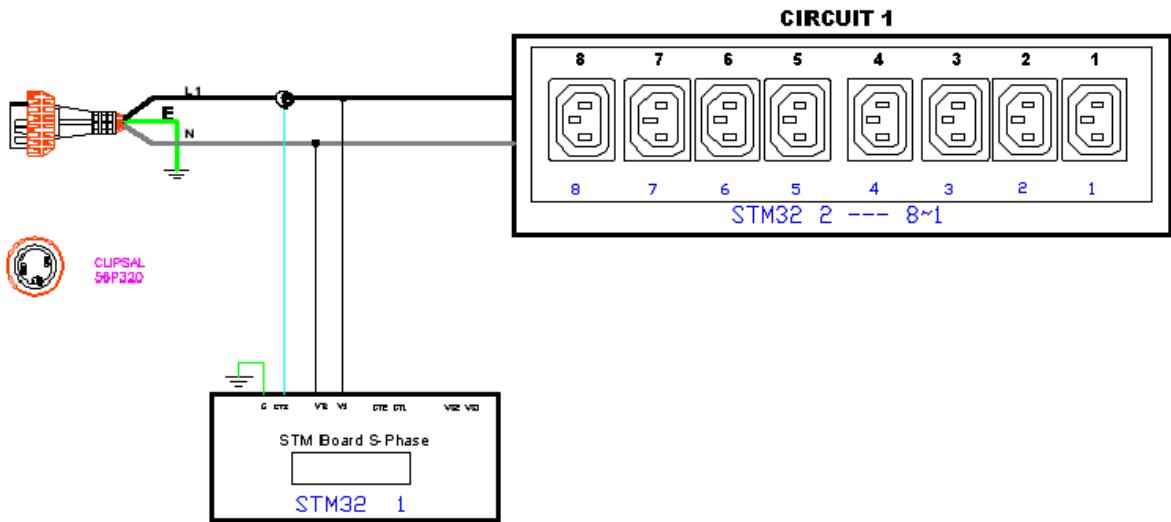 CIRCUIT 1
8 7 6 5 4 3 2 1
L1
E
N
8 7 6 5 4 3 2 1
STM32 2 --- 8~1
CLIPSAL
56P320
G
STM Board S-Phase
STM32 1